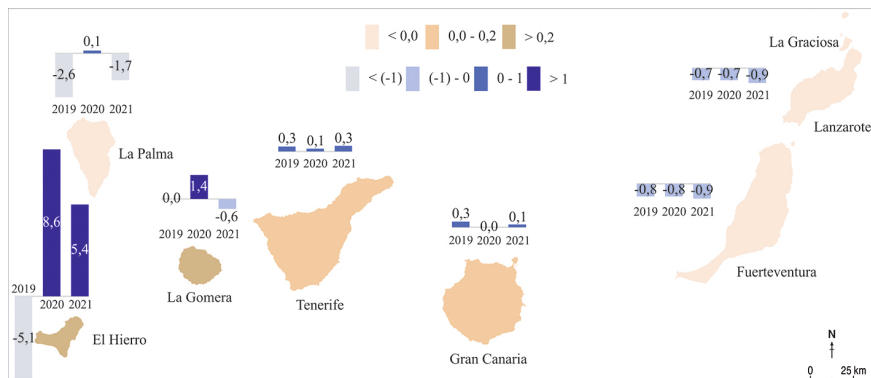 < 0,0 0,0 - 0,2 > 0,2
< (-1) (-1) - 0 0 - 1 > 1
0,1
-2,6 -1,7
2019 2020 2021
La Palma
2019
8,6 5,4
2020 2021
-5,1
El Hierro
0,0 1,4 -0,6
2019 2020 2021
La Gomera
0,3 0,1 0,3
2019 2020 2021
Tenerife
0,3 0,0 0,1
2019 2020 2021
Gran Canaria
La Graciosa
-0,7 -0,7 -0,9
2019 2020 2021
Lanzarote
-0,8 -0,8 -0,9
2019 2020 2021
Fuerteventura
N
0 25 km